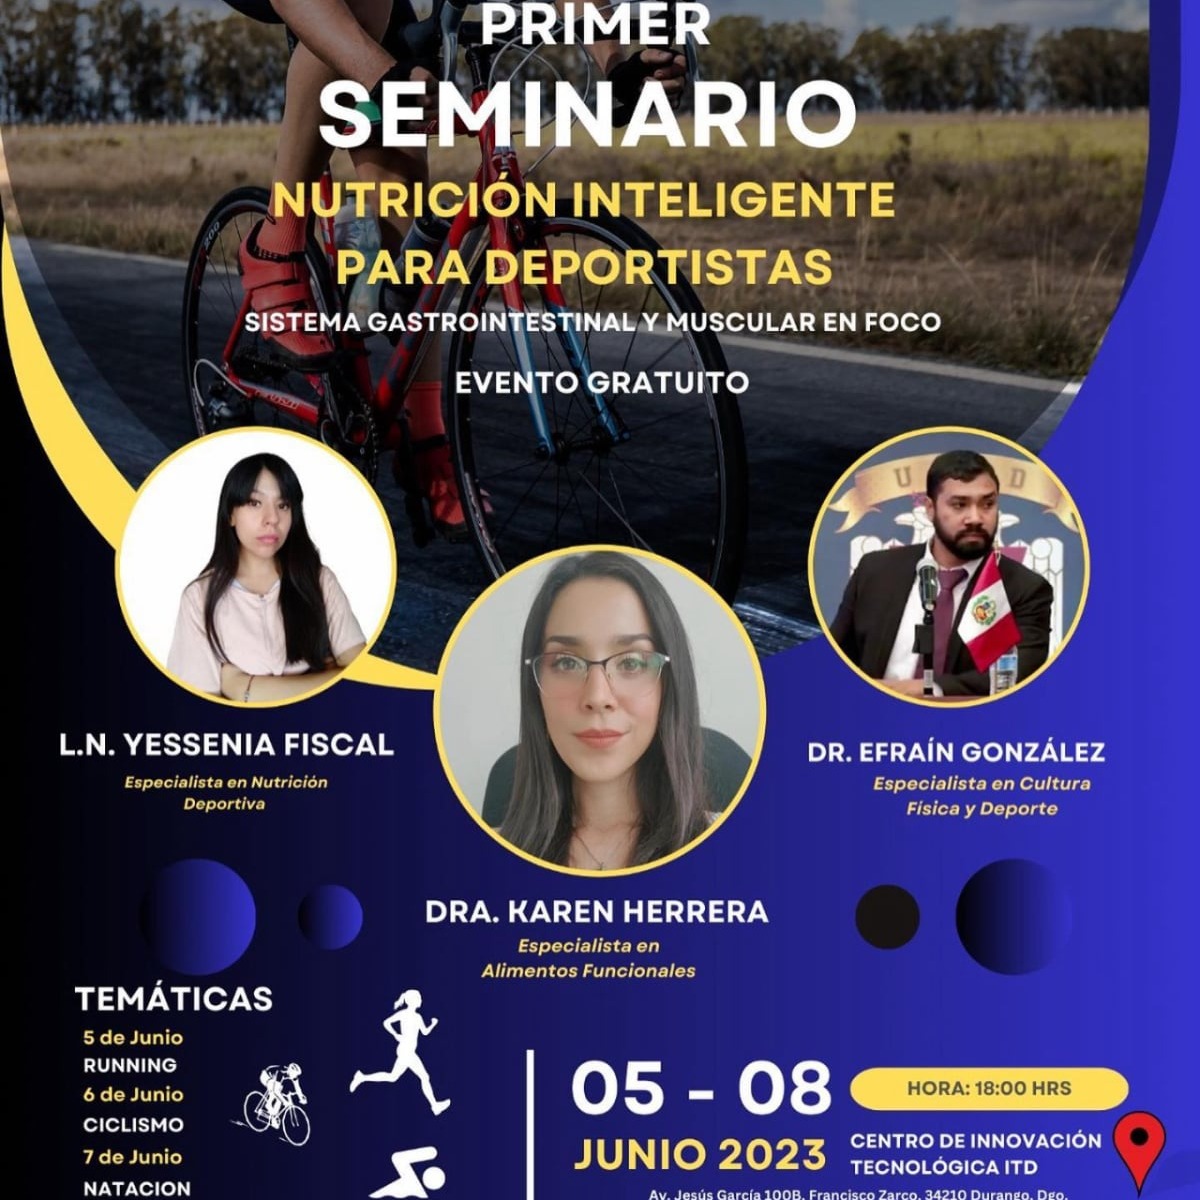 PRIMER
SEMINARIO
NUTRICIÓN INTELIGENTE
PARA DEPORTISTAS
SISTEMA GASTROINTESTINAL Y MUSCULAR EN FOCO
EVENTO GRATUITO
U D
L.N. YESSENIA FISCAL
Especialista en Nutrición
Deportiva
DR. EFRAÍN GONZÁLEZ
Especialista en Cultura
Física y Deporte
DRA. KAREN HERRERA
Especialista en
Alimentos Funcionales
TEMÁTICAS
5 de Junio
RUNNING
6 de Junio
CICLISMO
7 de Junio
NATACION
05 - 08
JUNIO 2023
HORA: 18:00 HRS
CENTRO DE INNOVACIÓN
TECNOLÓGICA ITD
Av. Jesús García 100B, Francisco Zarco, 34210 Durango, Dgo.